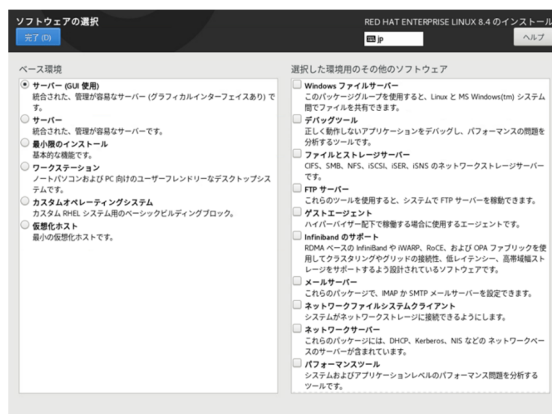 ソフトウェアの選択
RED HAT ENTERPRISE LINUX 8.4 のインストール
完了 (D)
jp
ヘルプ
ベース環境
サーバー (GUI 使用)
統合された、管理が容易なサーバー (グラフィカルインターフェイスあり) で
す。
サーバー
統合された、管理が容易なサーバーです。
最小限のインストール
基本的な機能です。
ワークステーション
ノートパソコンおよび PC 向けのユーザーフレンドリーなデスクトップシス
テムです。
カスタムオペレーティングシステム
カスタム RHEL システム用のベーシックビルディングブロック。
仮想化ホスト
最小の仮想化ホストです。
選択した環境用のその他のソフトウェア
Windows ファイルサーバー
このパッケージグループを使用すると、Linux と MS Windows(tm) システム
間でファイルを共有できます。
デバッグツール
正しく動作しないアプリケーションをデバッグし、パフォーマンスの問題を
分析するツールです。
ファイルとストレージサーバー
CIFS、SMB、NFS、iSCSI、iSER、iSNS のネットワークストレージサーバー
です。
FTP サーバー
これらのツールを使用すると、システムで FTP サーバーを稼動できます。
ゲストエージェント
ハイパーバイザー配下で稼働する場合に使用するエージェントです。
Infiniband のサポート
RDMA ベースの InfiniBand や iWARP、RoCE、および OPA ファブリックを使
用してクラスタリングやグリッドの接続性、低レイテンシー、高帯域幅スト
レージをサポートするよう設計されているソフトウェアです。
メールサーバー
これらのパッケージで、IMAP か SMTP メールサーバーを設定できます。
ネットワークファイルシステムクライアント
システムがネットワークストレージに接続できるようにします。
ネットワークサーバー
これらのパッケージには、DHCP、Kerberos、NIS などの ネットワークベー
スのサーバーが含まれています。
パフォーマンスツール
システムおよびアプリケーションレベルのパフォーマンス問題を分析する
ツールです。